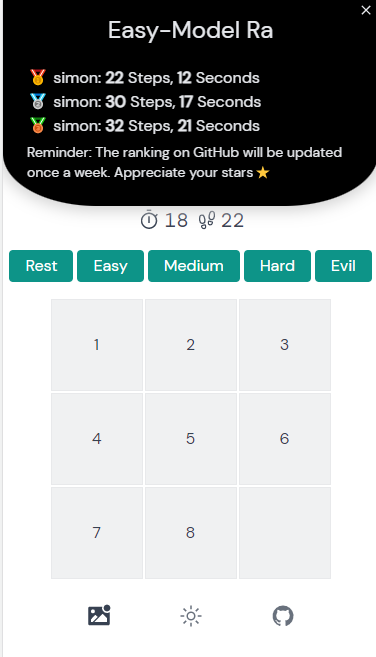 Easy-Model Ra
simon: 22 Steps, 12 Seconds
simon: 30 Steps, 17 Seconds
simon: 32 Steps, 21 Seconds
Reminder: The ranking on GitHub will be updated
once a week. Appreciate your stars ⭐
18 22
Rest Easy Medium Hard Evil
1 2 3
4 5 6
7 8